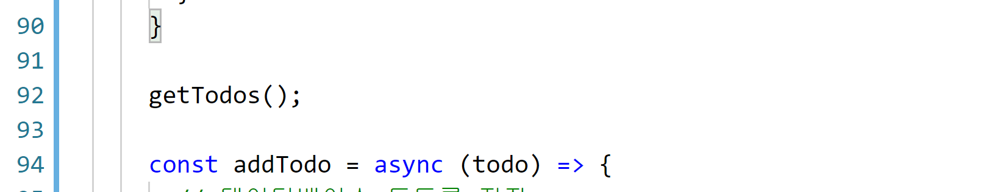 90 }
91
92 getTodos();
93
94 const addTodo = async (todo) => {
//